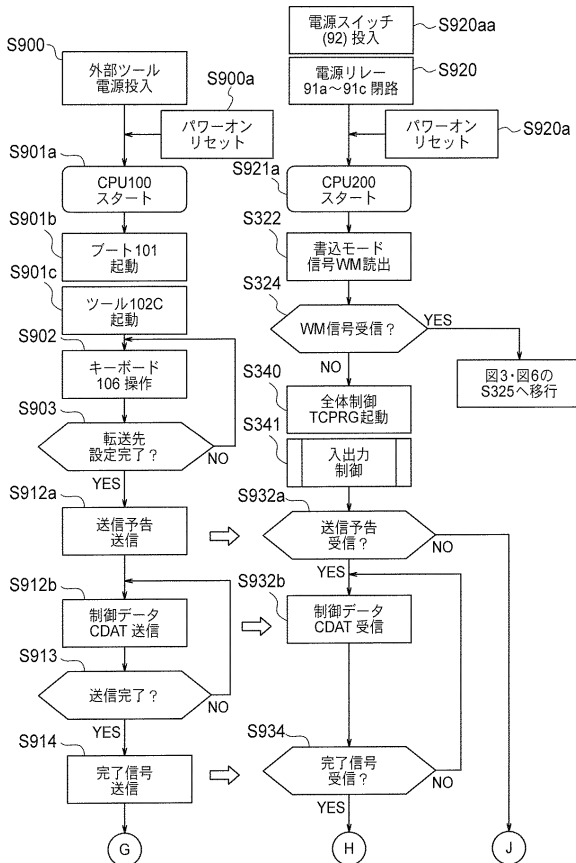 S900
外部ツール
電源投入
S900a
パワーオン
リセット
S901a
CPU100
スタート
S901b
ブート101
起動
S901c
ツール102C
起動
S902
キーボード
106 操作
S903
転送先
設定完了？
NO
YES
S912a
送信予告
送信
S912b
制御データ
CDAT 送信
S913
送信完了？
NO
YES
S914
完了信号
送信
G
電源スイッチ
(92) 投入
S920aa
電源リレー
91a～91c 閉路
S920
パワーオン
リセット
S920a
S921a
CPU200
スタート
S322
書込モード
信号WM読出
S324
WM信号受信？
YES
NO
図3・図6の
S325へ移行
S340
全体制御
TCPRG起動
S341
入出力
制御
S932a
送信予告
受信？
NO
YES
S932b
制御データ
CDAT 受信
S934
完了信号
受信？
NO
YES
H
J